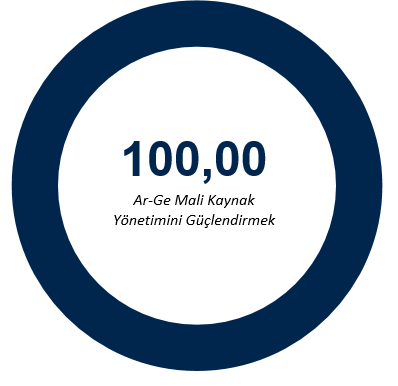 100,00
Ar-Ge Mali Kaynak
Yönetimini Güçlendirmek